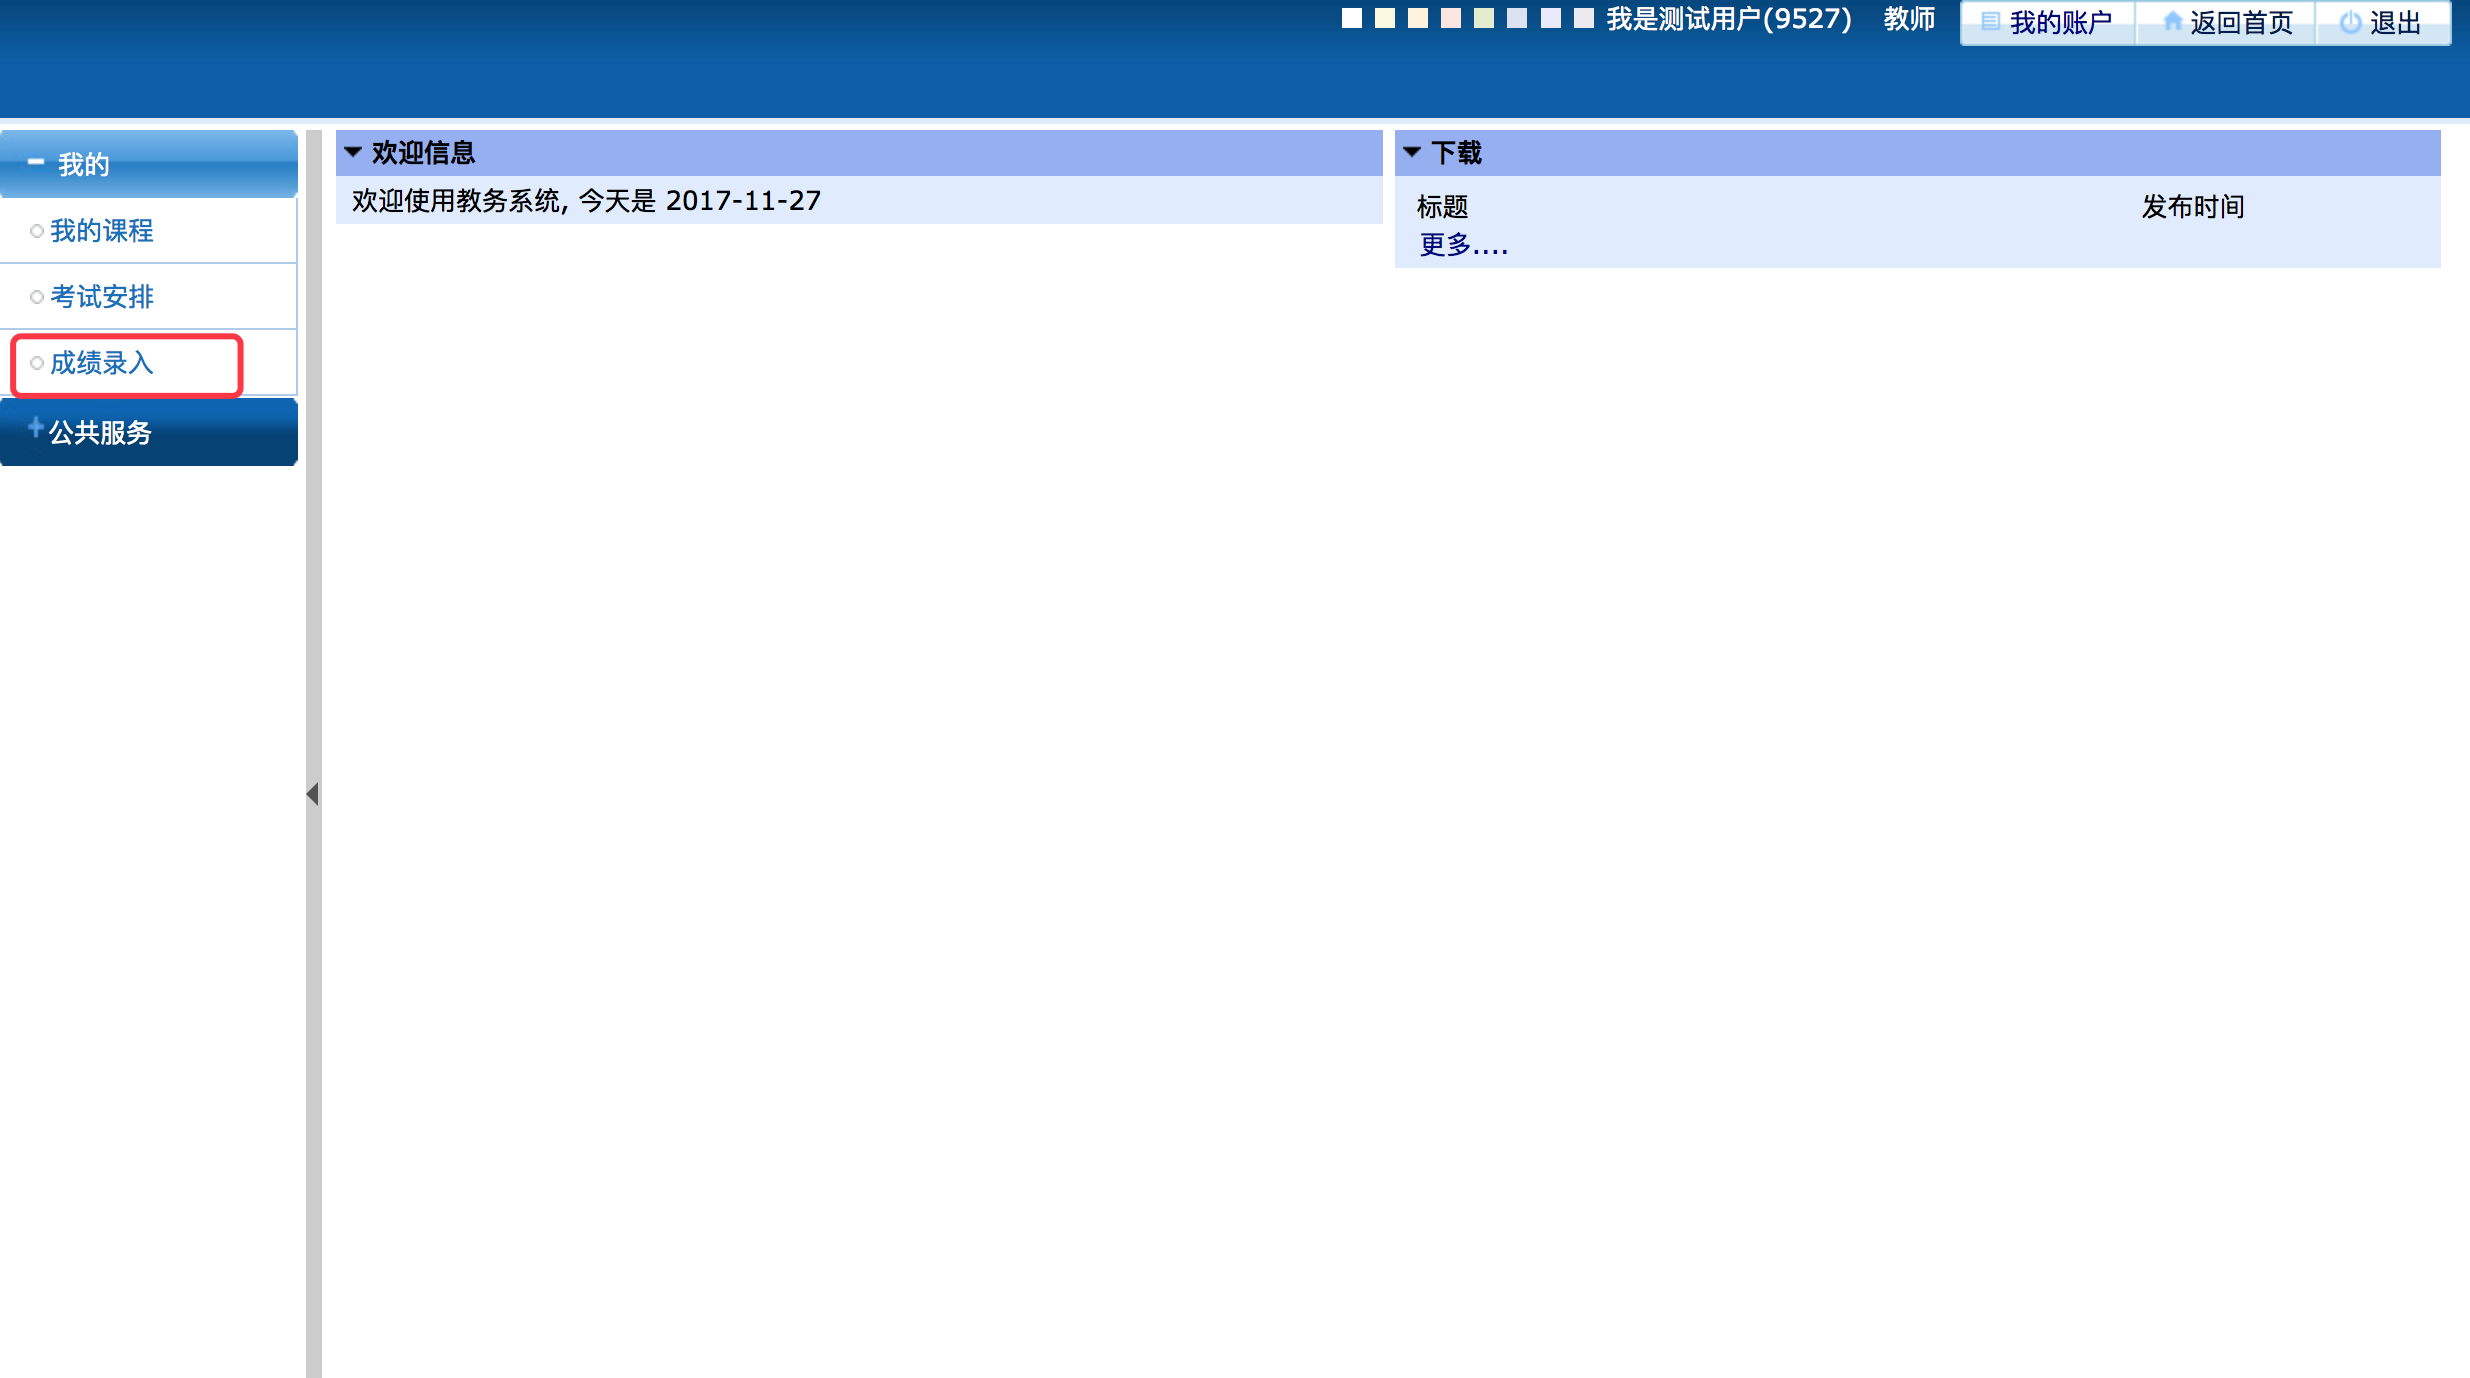 我是测试用户(9527) 教师 我的账户 返回首页 退出
我的
我的课程
考试安排
成绩录入
公共服务
欢迎信息
欢迎使用教务系统, 今天是 2017-11-27
下载
标题 发布时间
更多....